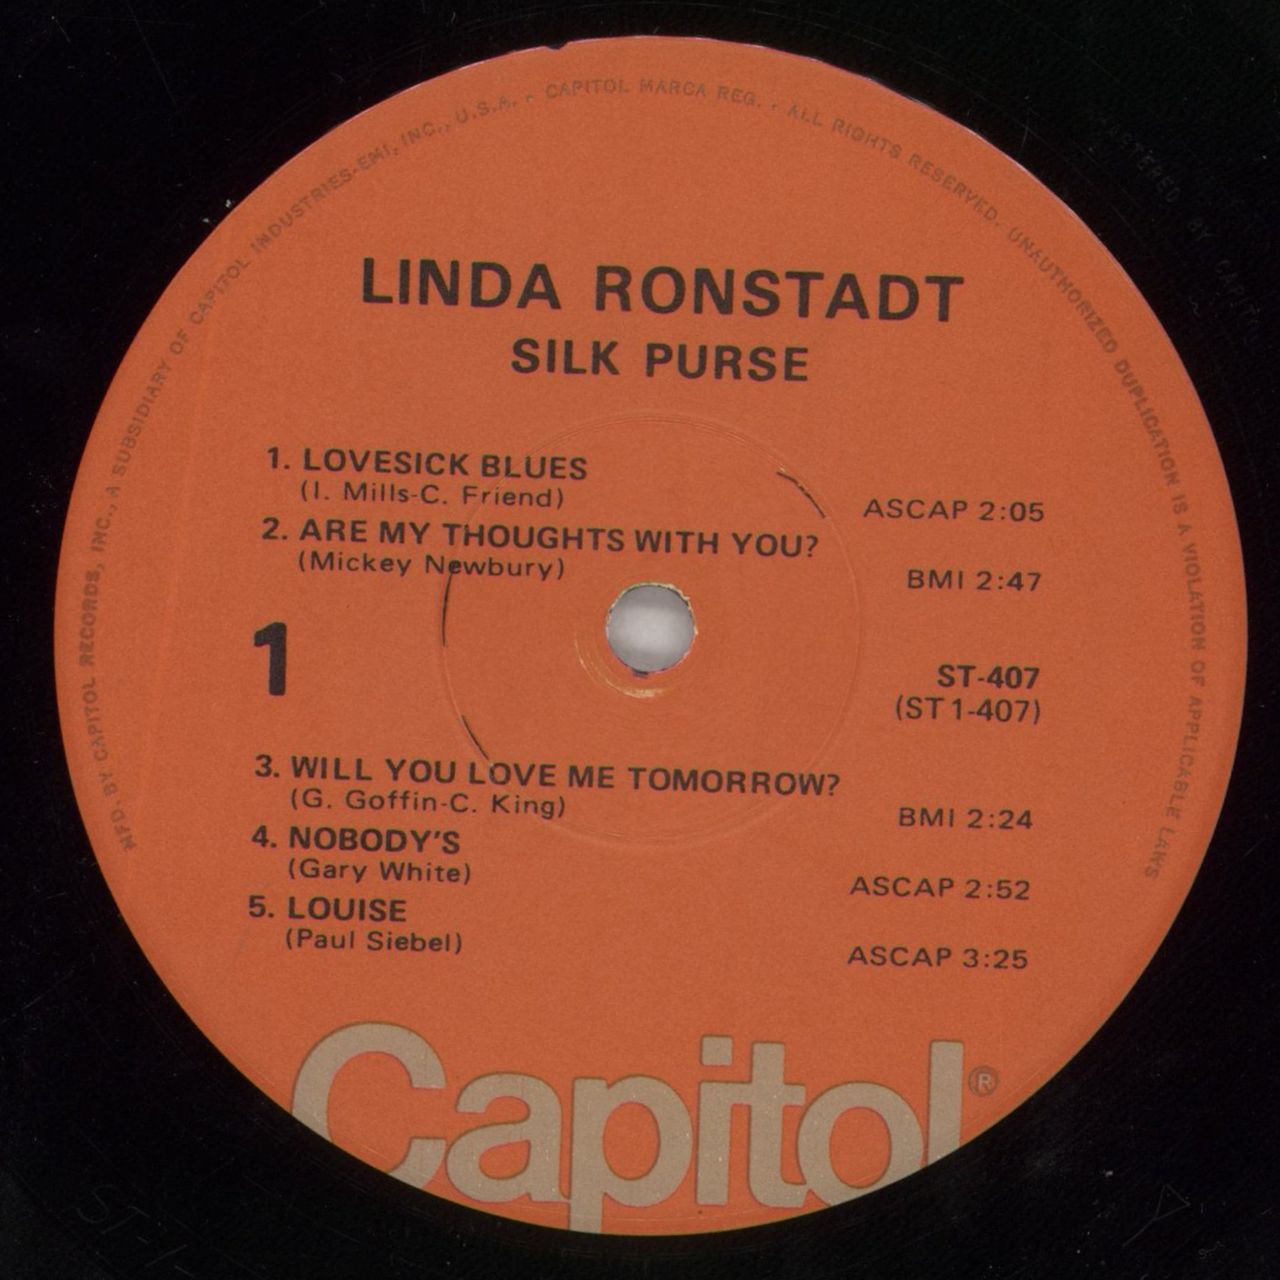 MFD. BY CAPITOL RECORDS, INC., A SUBSIDIARY OF CAPITOL INDUSTRIES-EMI, INC., U.S.A. • CAPITOL MARCA REG. • ALL RIGHTS RESERVED. UNAUTHORIZED DUPLICATION IS A VIOLATION OF APPLICABLE LAWS
MASTERED BY CAPITOL
LINDA RONSTADT
SILK PURSE
1. LOVESICK BLUES
(I. Mills-C. Friend)
ASCAP 2:05
2. ARE MY THOUGHTS WITH YOU?
(Mickey Newbury)
BMI 2:47
1
ST-407
(ST 1-407)
3. WILL YOU LOVE ME TOMORROW?
(G. Goffin-C. King)
BMI 2:24
4. NOBODY'S
(Gary White)
ASCAP 2:52
5. LOUISE
(Paul Siebel)
ASCAP 3:25
Capitol®